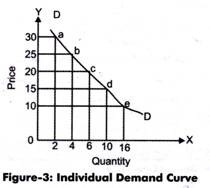 Y D
30 a
25 b
20 c
15 d
10 e
D
Price
0 2 4 6 10 16 X
Quantity
Figure-3: Individual Demand Curve